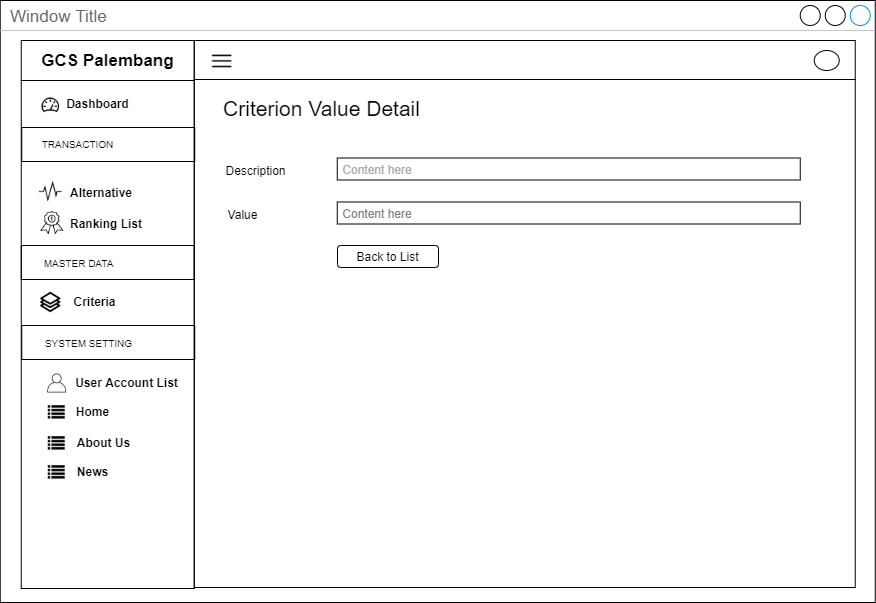 Window Title
GCS Palembang
Dashboard
TRANSACTION
Alternative
Ranking List
MASTER DATA
Criteria
SYSTEM SETTING
User Account List
Home
About Us
News
Criterion Value Detail
Description
Content here
Value
Content here
Back to List